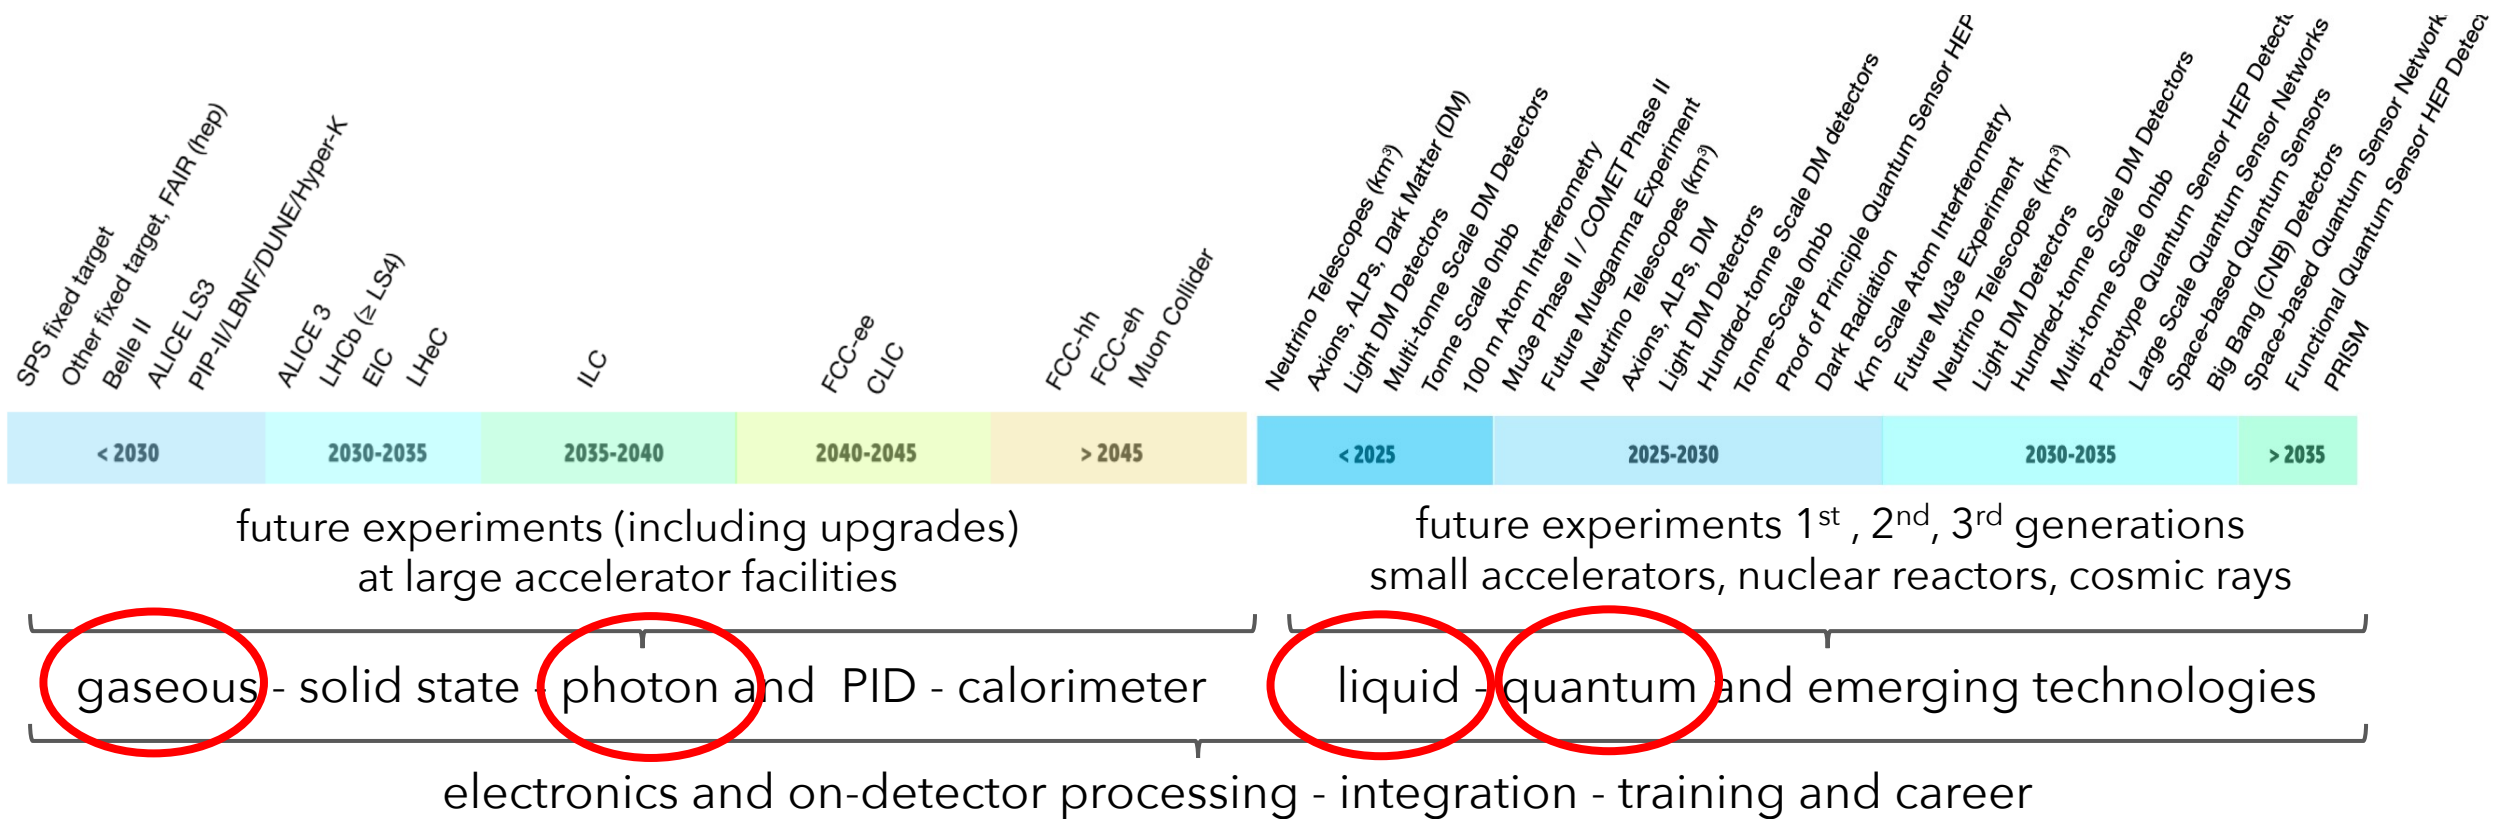 SPS fixed target
Other fixed target, FAIR (hep)
Belle II
ALICE LS3
PIP-II/LBNF/DUNE/Hyper-K
ALICE 3
LHCb (≥ LS4)
EIC
LHeC
ILC
FCC-ee
CLIC
FCC-hh
FCC-eh
Muon Collider
Neutrino Telescopes (km³)
Axions, ALPs, Dark Matter (DM)
Light DM Detectors
Multi-tonne Scale DM Detectors
Tonne Scale 0nbb
100 m Atom Interferometry
Mu3e Phase II / COMET Phase II
Future Muegamma Experiment
Neutrino Telescopes (km³)
Axions, ALPs, DM
Light DM Detectors
Hundred-tonne Scale DM detectors
Tonne-Scale 0nbb
Proof of Principle Quantum Sensor HEP
Dark Radiation
Km Scale Atom Interferometry
Future Mu3e Experiment
Neutrino Telescopes (km³)
Light DM Detectors
Hundred-tonne Scale DM Detectors
Multi-tonne Scale 0nbb
Prototype Quantum Sensor HEP
Large Scale Quantum Sensor Networks
Space-based Quantum Sensors
Big Bang (CNB) Detectors
Space-based Quantum Sensor Network
Functional Quantum Sensor HEP
PRISM
< 2030
2030-2035
2035-2040
2040-2045
> 2045
< 2025
2025-2030
2030-2035
> 2035
future experiments (including upgrades)
at large accelerator facilities
future experiments 1st , 2nd, 3rd generations
small accelerators, nuclear reactors, cosmic rays
gaseous - solid state - photon and PID - calorimeter
liquid - quantum and emerging technologies
electronics and on-detector processing - integration - training and career